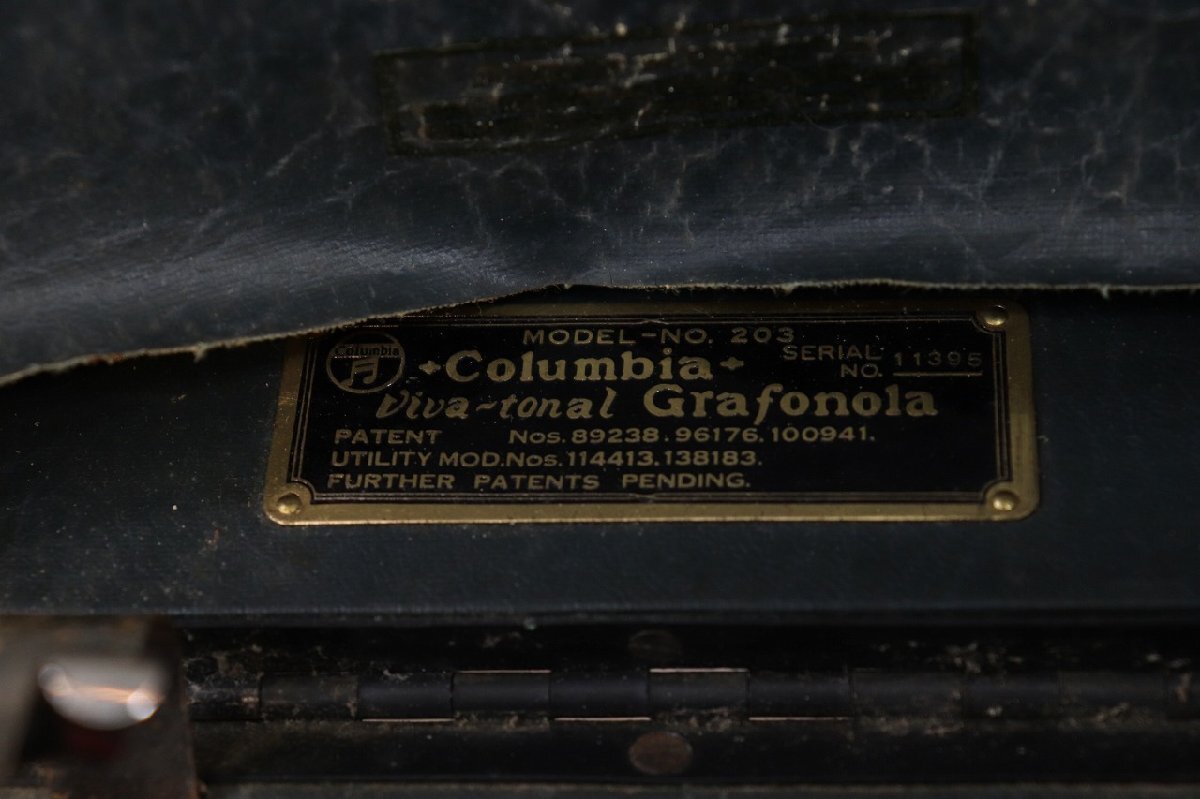 MODEL-NO. 203
Columbia
Columbia
SERIAL NO. 11395
Viva-tonal Grafonola
PATENT Nos. 89238. 96176. 100941.
UTILITY MOD. Nos. 114413. 138183.
FURTHER PATENTS PENDING.